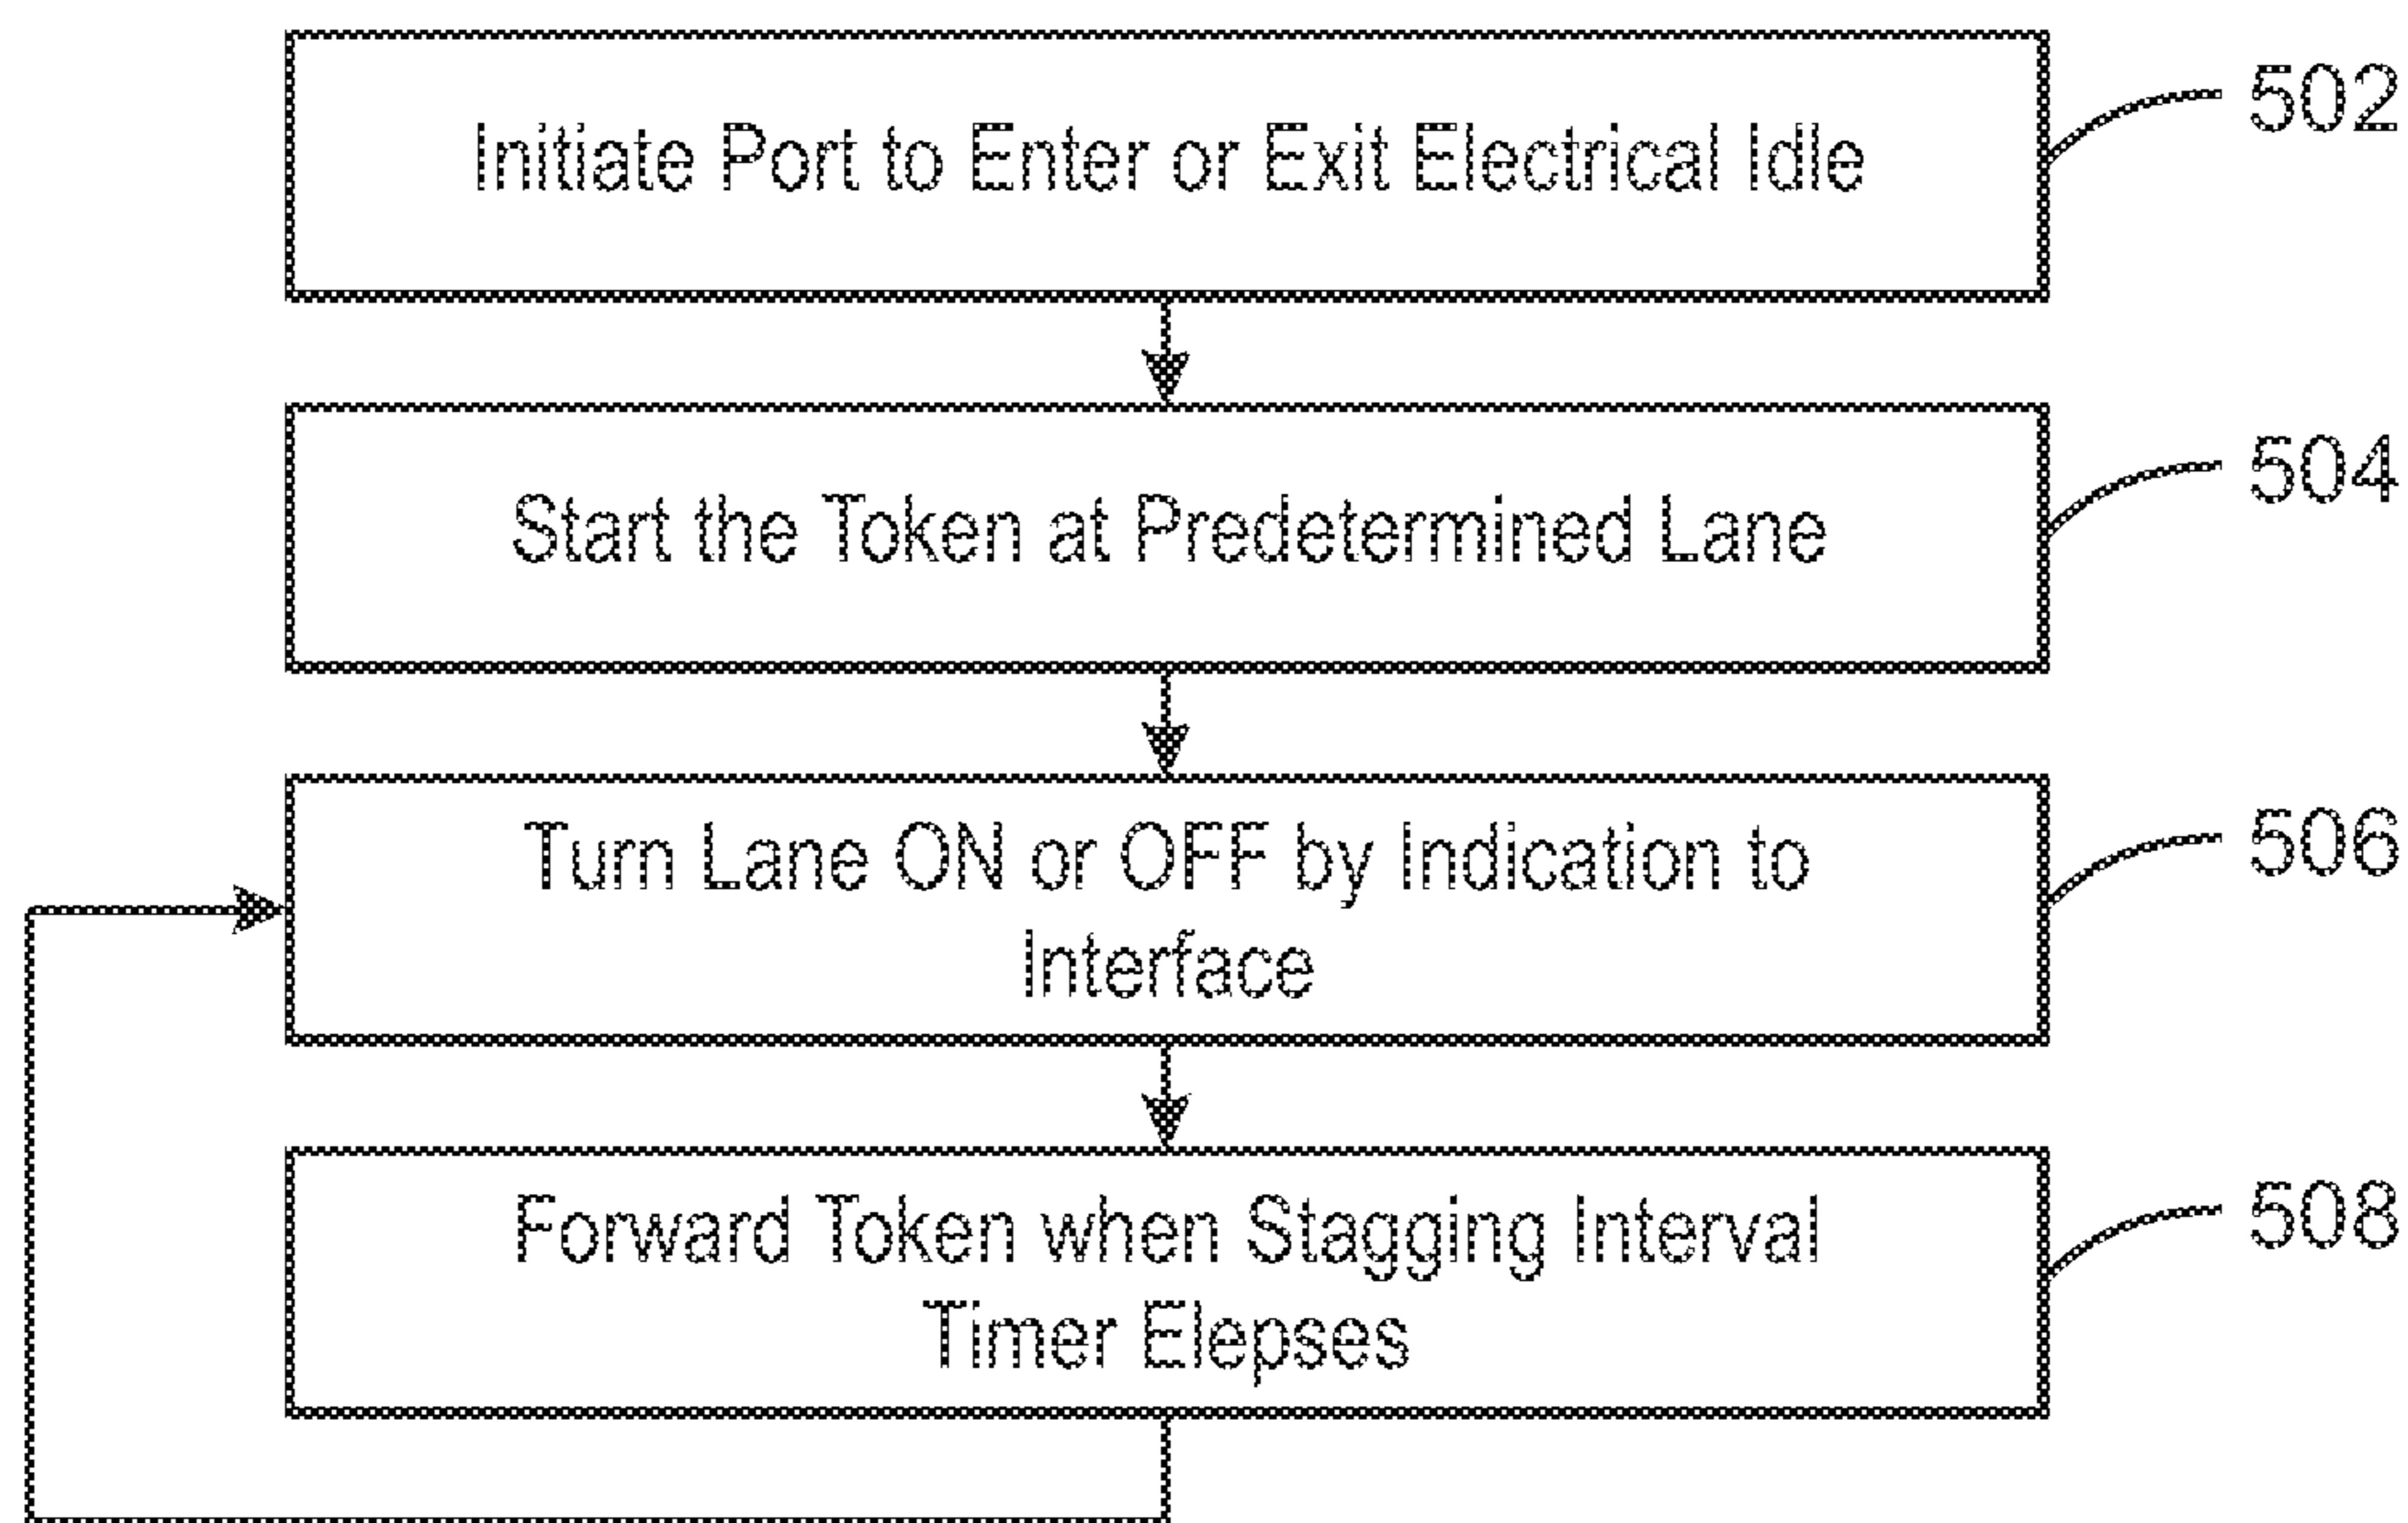 Initiate Port to Enter or Exit Electrical Idle
502
Start the Token at Predetermined Lane
504
Turn Lane ON or OFF by Indication to
Interface
506
Forward Token when Stagging Interval
Timer Elepses
508